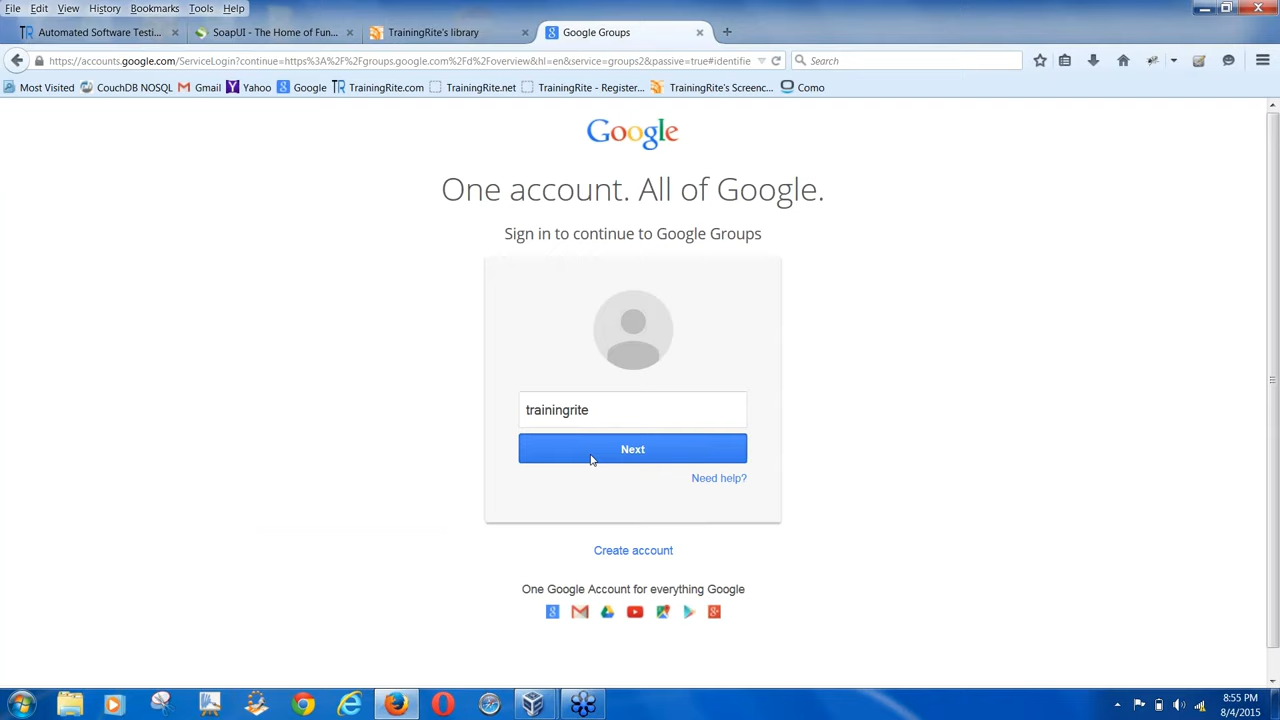 File Edit View History Bookmarks Tools Help
Automated Software Testi... SoapUI - The Home of Fun... TrainingRite's library Google Groups
https://accounts.google.com/ServiceLogin?continue=https%3A%2F%2Fgroups.google.com%2Fd%2Foverview&hl=en&service=groups2&passive=true#identifie Search
Most Visited CouchDB NOSQL Gmail Yahoo Google TrainingRite.com TrainingRite.net TrainingRite - Register... TrainingRite's Screenc... Como
Google
One account. All of Google.
Sign in to continue to Google Groups
trainingrite
Next
Need help?
Create account
One Google Account for everything Google
8:55 PM
8/4/2015